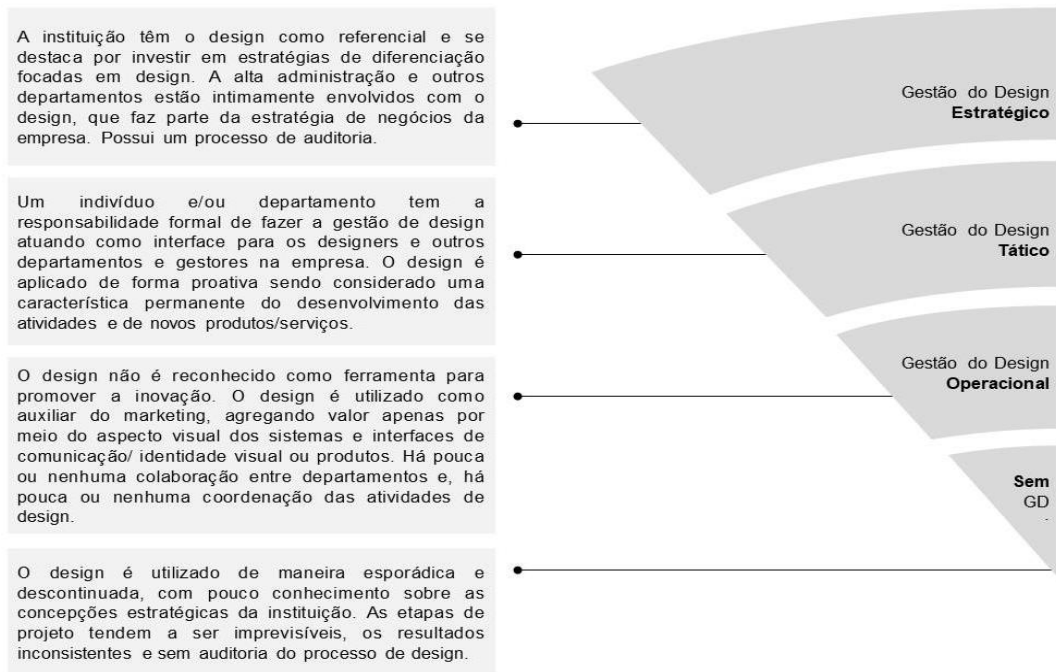 A instituição têm o design como referencial e se
destaca por investir em estratégias de diferenciação
focadas em design. A alta administração e outros
departamentos estão intimamente envolvidos com o
design, que faz parte da estratégia de negócios da
empresa. Possui um processo de auditoria.
Gestão do Design
Estratégico
Um indivíduo e/ou departamento tem a
responsabilidade formal de fazer a gestão de design
atuando como interface para os designers e outros
departamentos e gestores na empresa. O design é
aplicado de forma proativa sendo considerado uma
característica permanente do desenvolvimento das
atividades e de novos produtos/serviços.
Gestão do Design
Tático
O design não é reconhecido como ferramenta para
promover a inovação. O design é utilizado como
auxiliar do marketing, agregando valor apenas por
meio do aspecto visual dos sistemas e interfaces de
comunicação/ identidade visual ou produtos. Há pouca
ou nenhuma colaboração entre departamentos e, há
pouca ou nenhuma coordenação das atividades de
design.
Gestão do Design
Operacional
O design é utilizado de maneira esporádica e
descontinuada, com pouco conhecimento sobre as
concepções estratégicas da instituição. As etapas de
projeto tendem a ser imprevisíveis, os resultados
inconsistentes e sem auditoria do processo de design.
Sem
GD